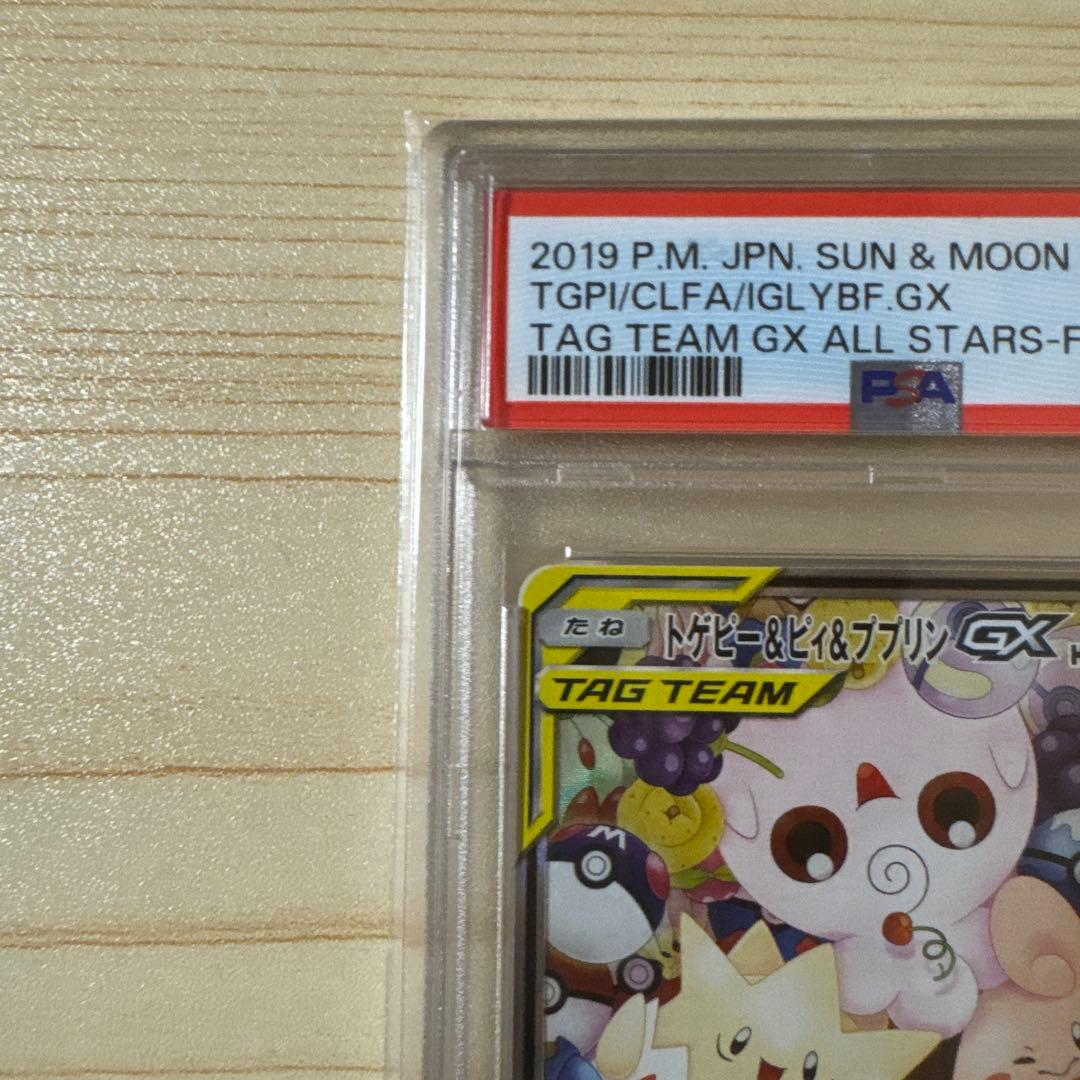 2019 P.M. JPN. SUN & MOON
TGPI/CLFA/IGLYBF.GX
TAG TEAM GX ALL STARS-F
PSA
たね トゲピー&ピィ&ププリン GX H
TAG TEAM
M